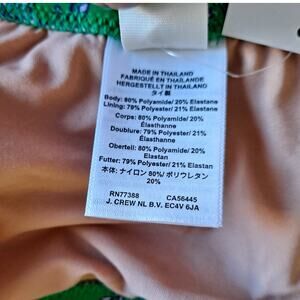 MADE IN THAILAND
FABRIQUÉ EN THAÏLANDE
HERGESTELLT IN THAILAND
タイ製
Body: 80% Polyamide/ 20% Elastane
Lining: 79% Polyester/ 21% Elastane
Corps: 80% Polyamide/ 20%
Élasthanne
Doublure: 79% Polyester/ 21%
Élasthanne
Oberteil: 80% Polyamide/ 20%
Elastan
Futter: 79% Polyester/ 21% Elastan
本体: ナイロン 80%/ ポリウレタン
20%
RN77388 CA56445
J. CREW NL B.V. EC4V 6JA